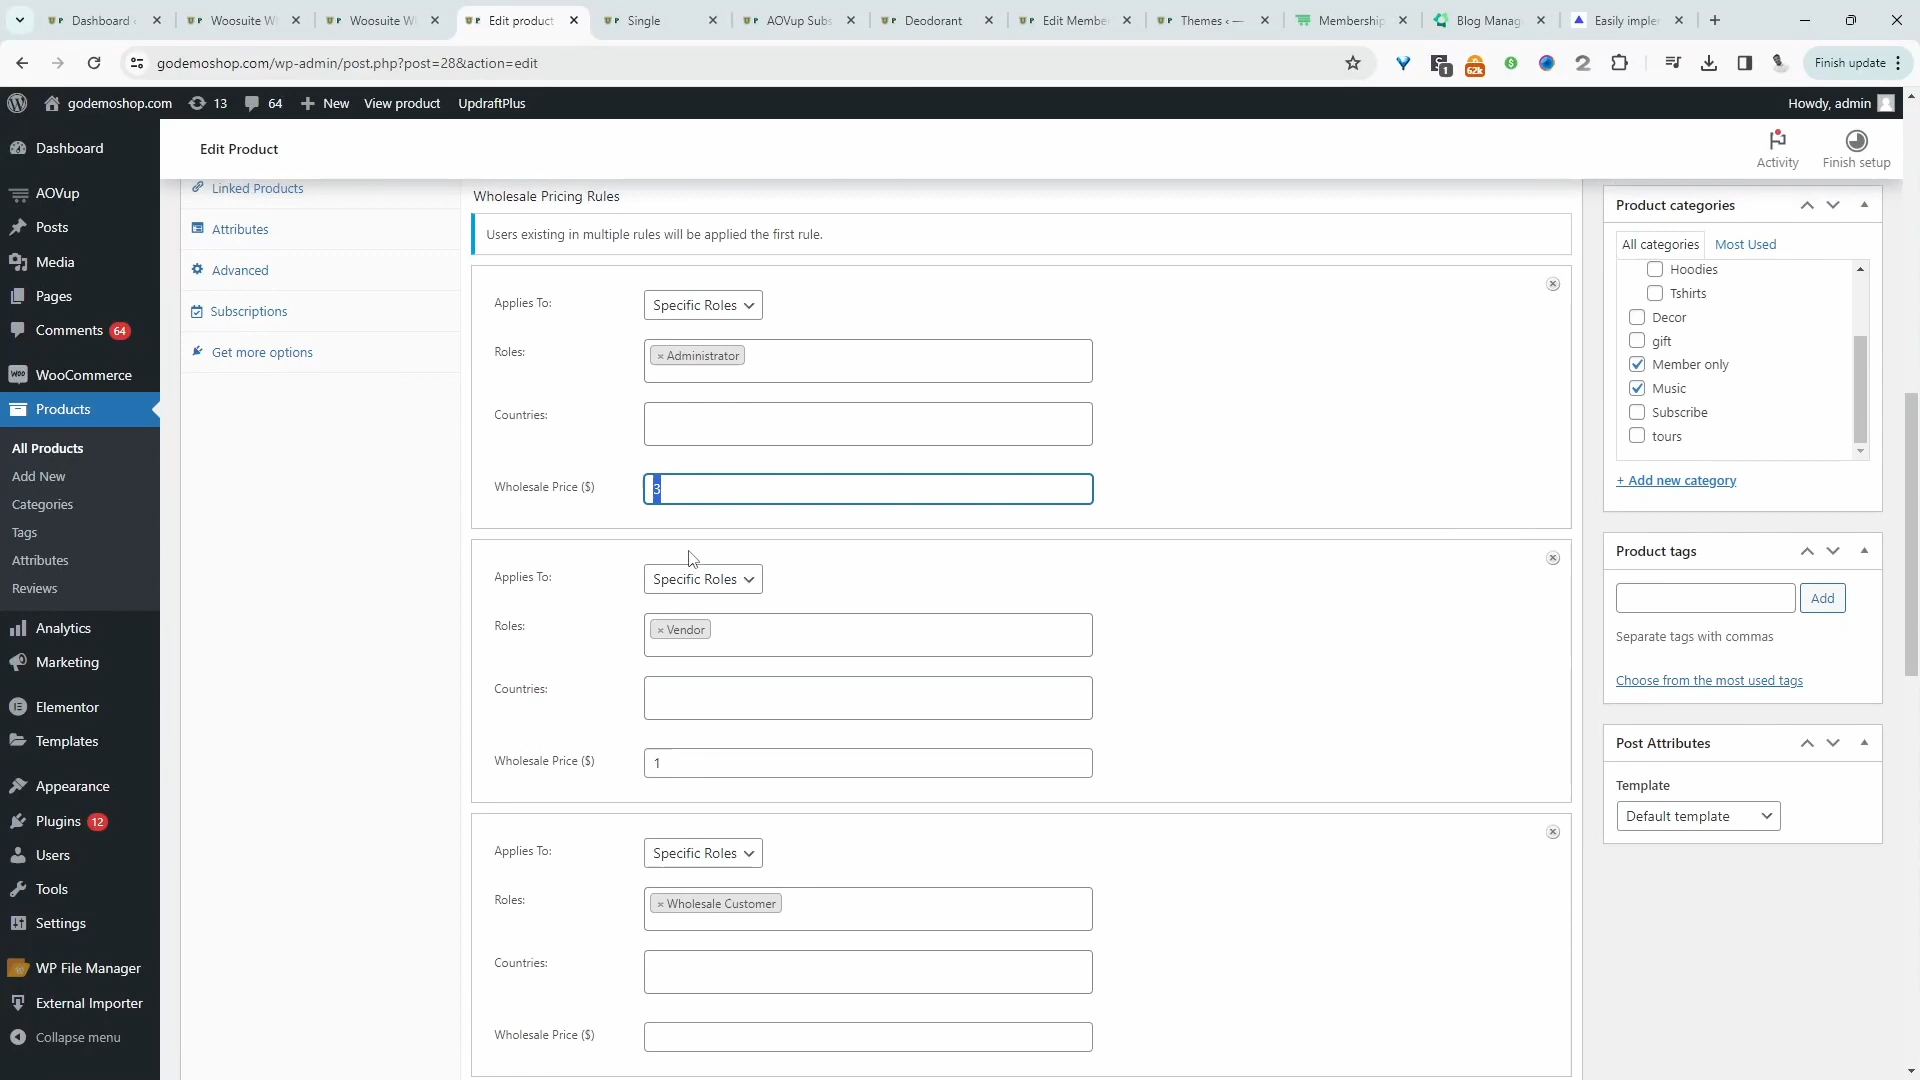 Dashboard
Woosuite W
Woosuite W
Edit product
Single
AOVup Subs
Deodorant
Edit Membe
Themes ‹ —
Membership
Blog Manag
Easily imple
godemoshop.com/wp-admin/post.php?post=28&action=edit
1
62k
Finish update
godemoshop.com
13
64
New
View product
UpdraftPlus
Howdy, admin
Dashboard
AOVup
Posts
Media
Pages
Comments 64
WooCommerce
Products
All Products
Add New
Categories
Tags
Attributes
Reviews
Analytics
Marketing
Elementor
Templates
Appearance
Plugins 12
Users
Tools
Settings
WP File Manager
External Importer
Collapse menu
Edit Product
Activity
Finish setup
Linked Products
Attributes
Advanced
Subscriptions
Get more options
Wholesale Pricing Rules
Users existing in multiple rules will be applied the first rule.
Applies To:
Specific Roles
Roles:
× Administrator
Countries:
Wholesale Price ($)
3
Applies To:
Specific Roles
Roles:
× Vendor
Countries:
Wholesale Price ($)
1
Applies To:
Specific Roles
Roles:
× Wholesale Customer
Countries:
Wholesale Price ($)
Product categories
All categories
Most Used
Hoodies
Tshirts
Decor
gift
Member only
Music
Subscribe
tours
+ Add new category
Product tags
Add
Separate tags with commas
Choose from the most used tags
Post Attributes
Template
Default template